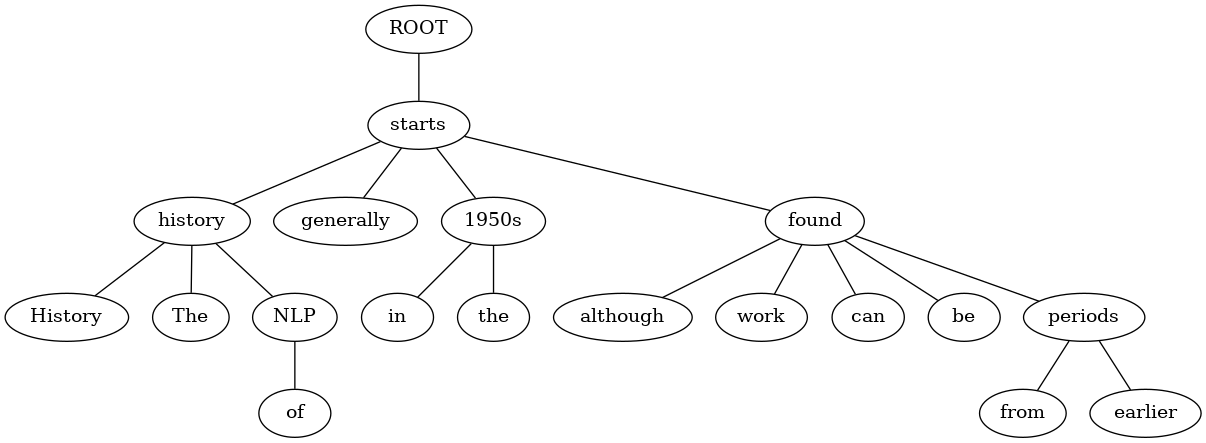 ROOT
starts
history generally 1950s found
History The NLP in the although work can be periods
of from earlier